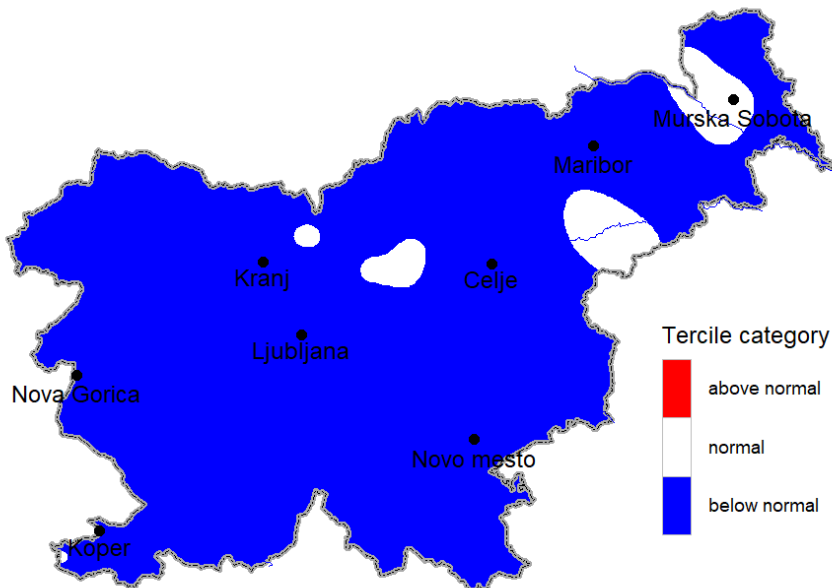 Murska Sobota
Maribor
Kranj
Celje
Ljubljana
Nova Gorica
Novo mesto
Koper
Tercile category
above normal
normal
below normal